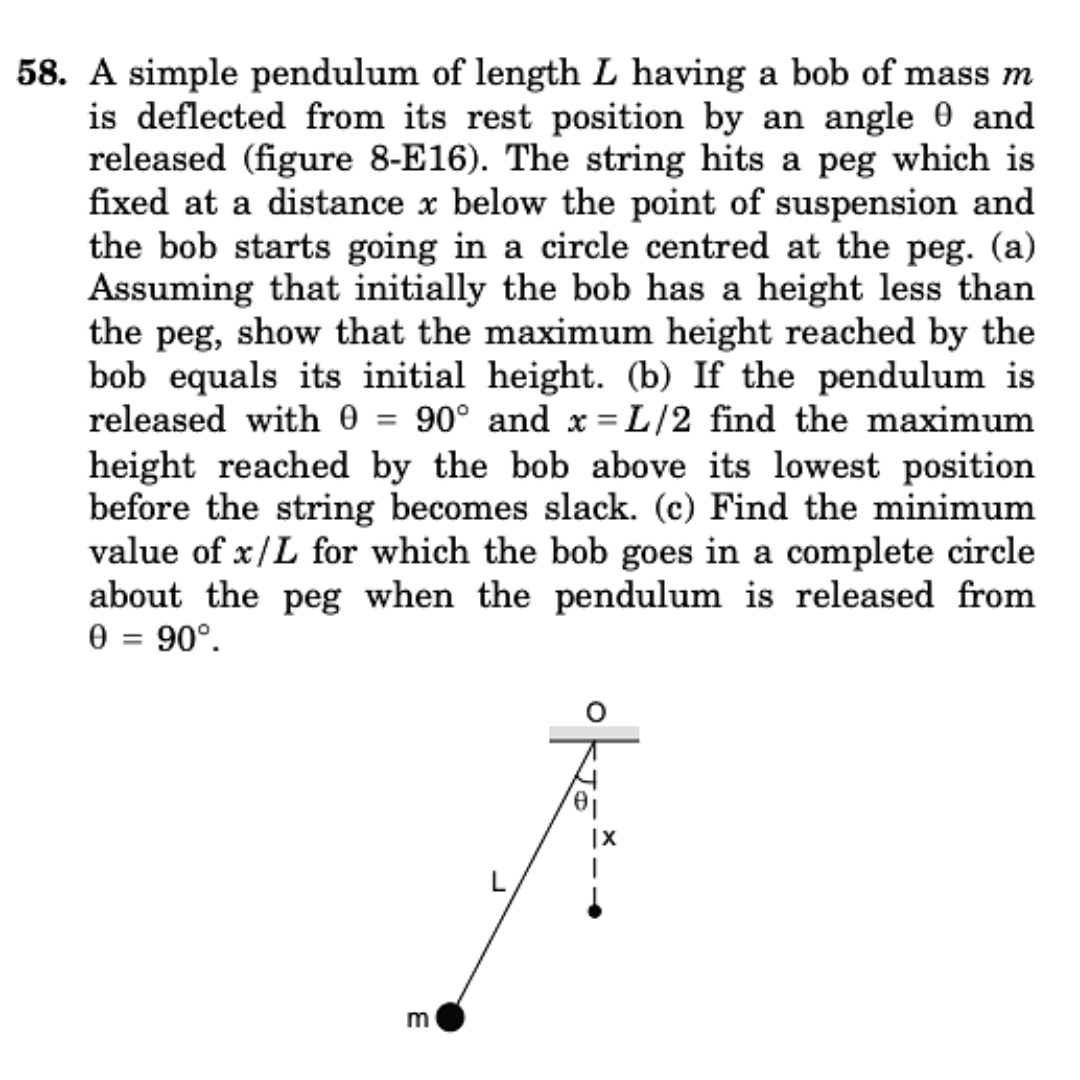 58. A simple pendulum of length L having a bob of mass m
is deflected from its rest position by an angle θ and
released (figure 8-E16). The string hits a peg which is
fixed at a distance x below the point of suspension and
the bob starts going in a circle centred at the peg. (a)
Assuming that initially the bob has a height less than
the peg, show that the maximum height reached by the
bob equals its initial height. (b) If the pendulum is
released with θ = 90° and x = L/2 find the maximum
height reached by the bob above its lowest position
before the string becomes slack. (c) Find the minimum
value of x/L for which the bob goes in a complete circle
about the peg when the pendulum is released from
θ = 90°.
O
θ
x
L
m